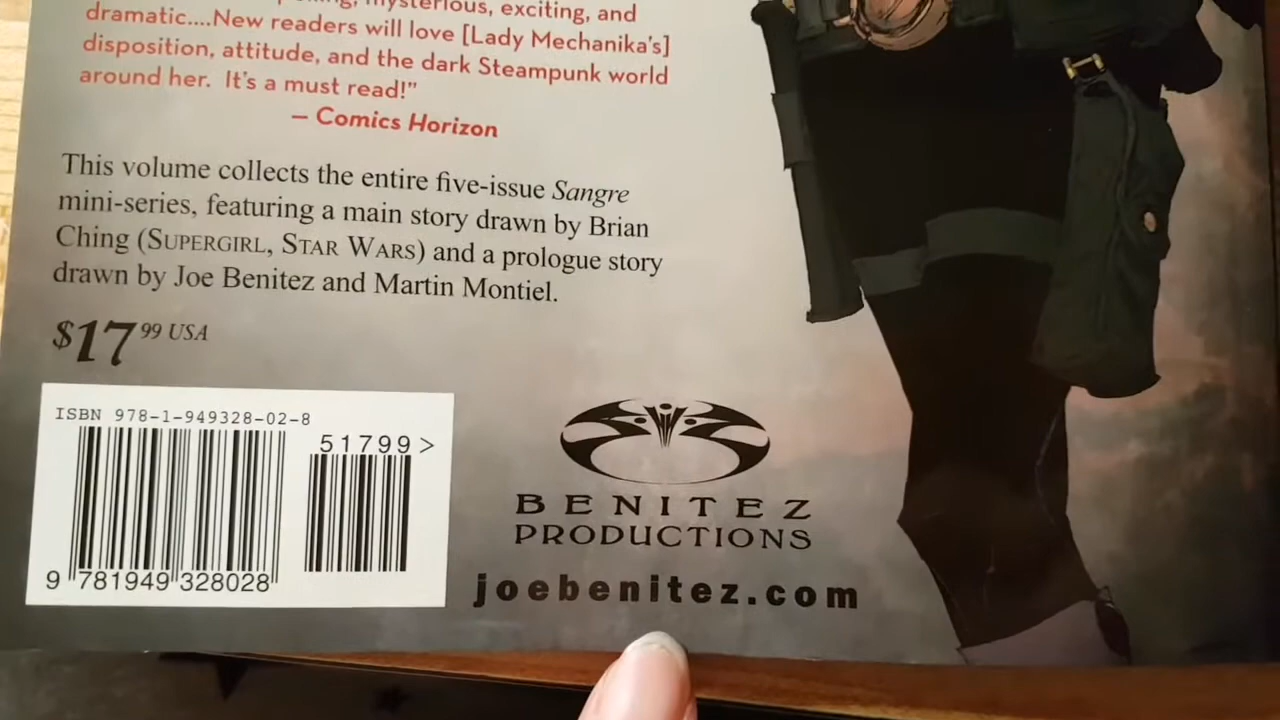 mysterious, exciting, and
dramatic....New readers will love [Lady Mechanika's]
disposition, attitude, and the dark Steampunk world
around her. It's a must read!"
— Comics Horizon
This volume collects the entire five-issue Sangre
mini-series, featuring a main story drawn by Brian
Ching (SUPERGIRL, STAR WARS) and a prologue story
drawn by Joe Benitez and Martin Montiel.
$17 99 USA
ISBN 978-1-949328-02-8
51799>
9 781949 328028
BENITEZ
PRODUCTIONS
joebenitez.com